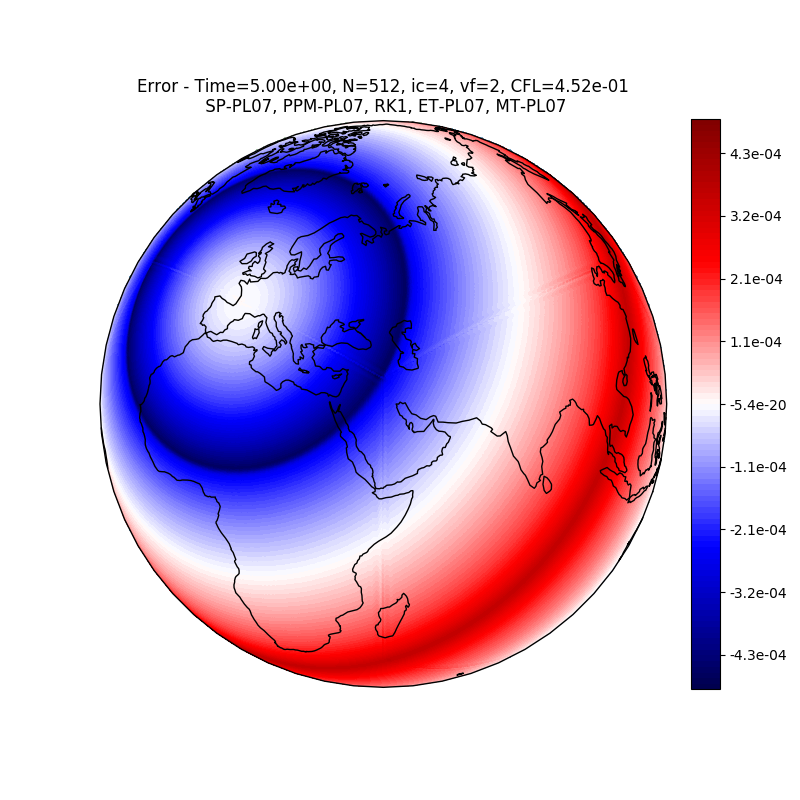 Error - Time=5.00e+00, N=512, ic=4, vf=2, CFL=4.52e-01
SP-PL07, PPM-PL07, RK1, ET-PL07, MT-PL07
4.3e-04
3.2e-04
2.1e-04
1.1e-04
-5.4e-20
-1.1e-04
-2.1e-04
-3.2e-04
-4.3e-04